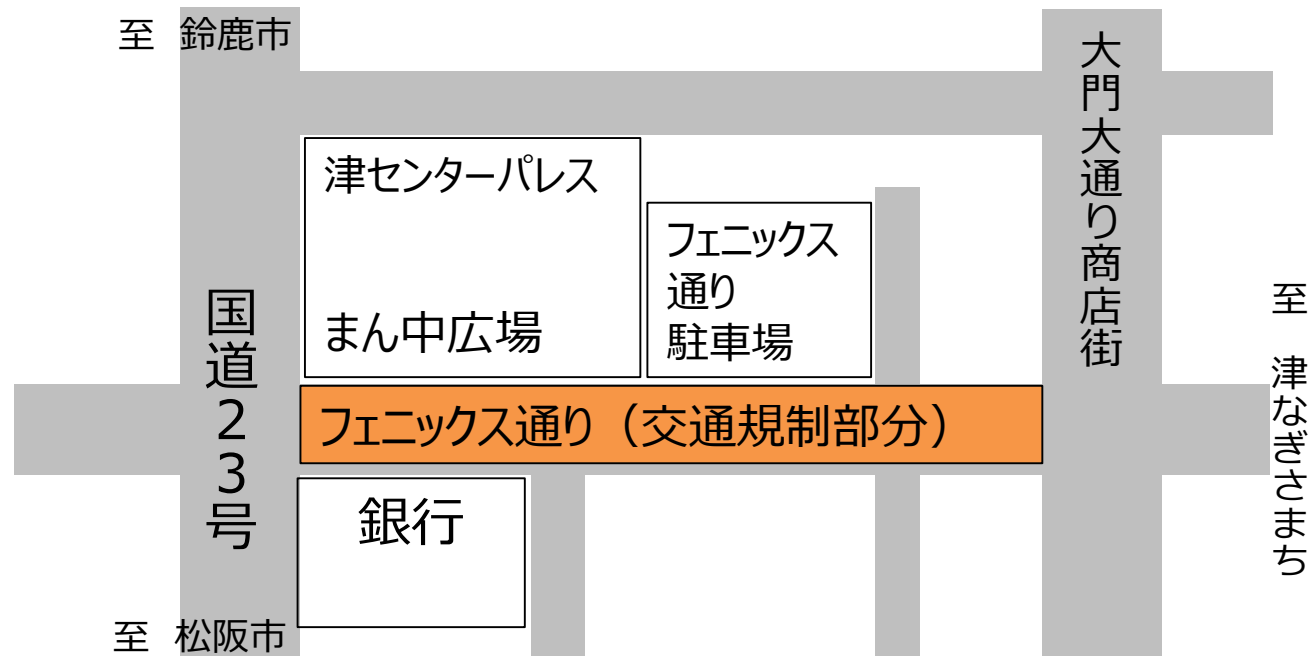 至 鈴鹿市
大門大通り商店街
津センターパレス
まん中広場
フェニックス
通り
駐車場
国道23号
至 津なぎさまち
フェニックス通り（交通規制部分）
銀行
至 松阪市